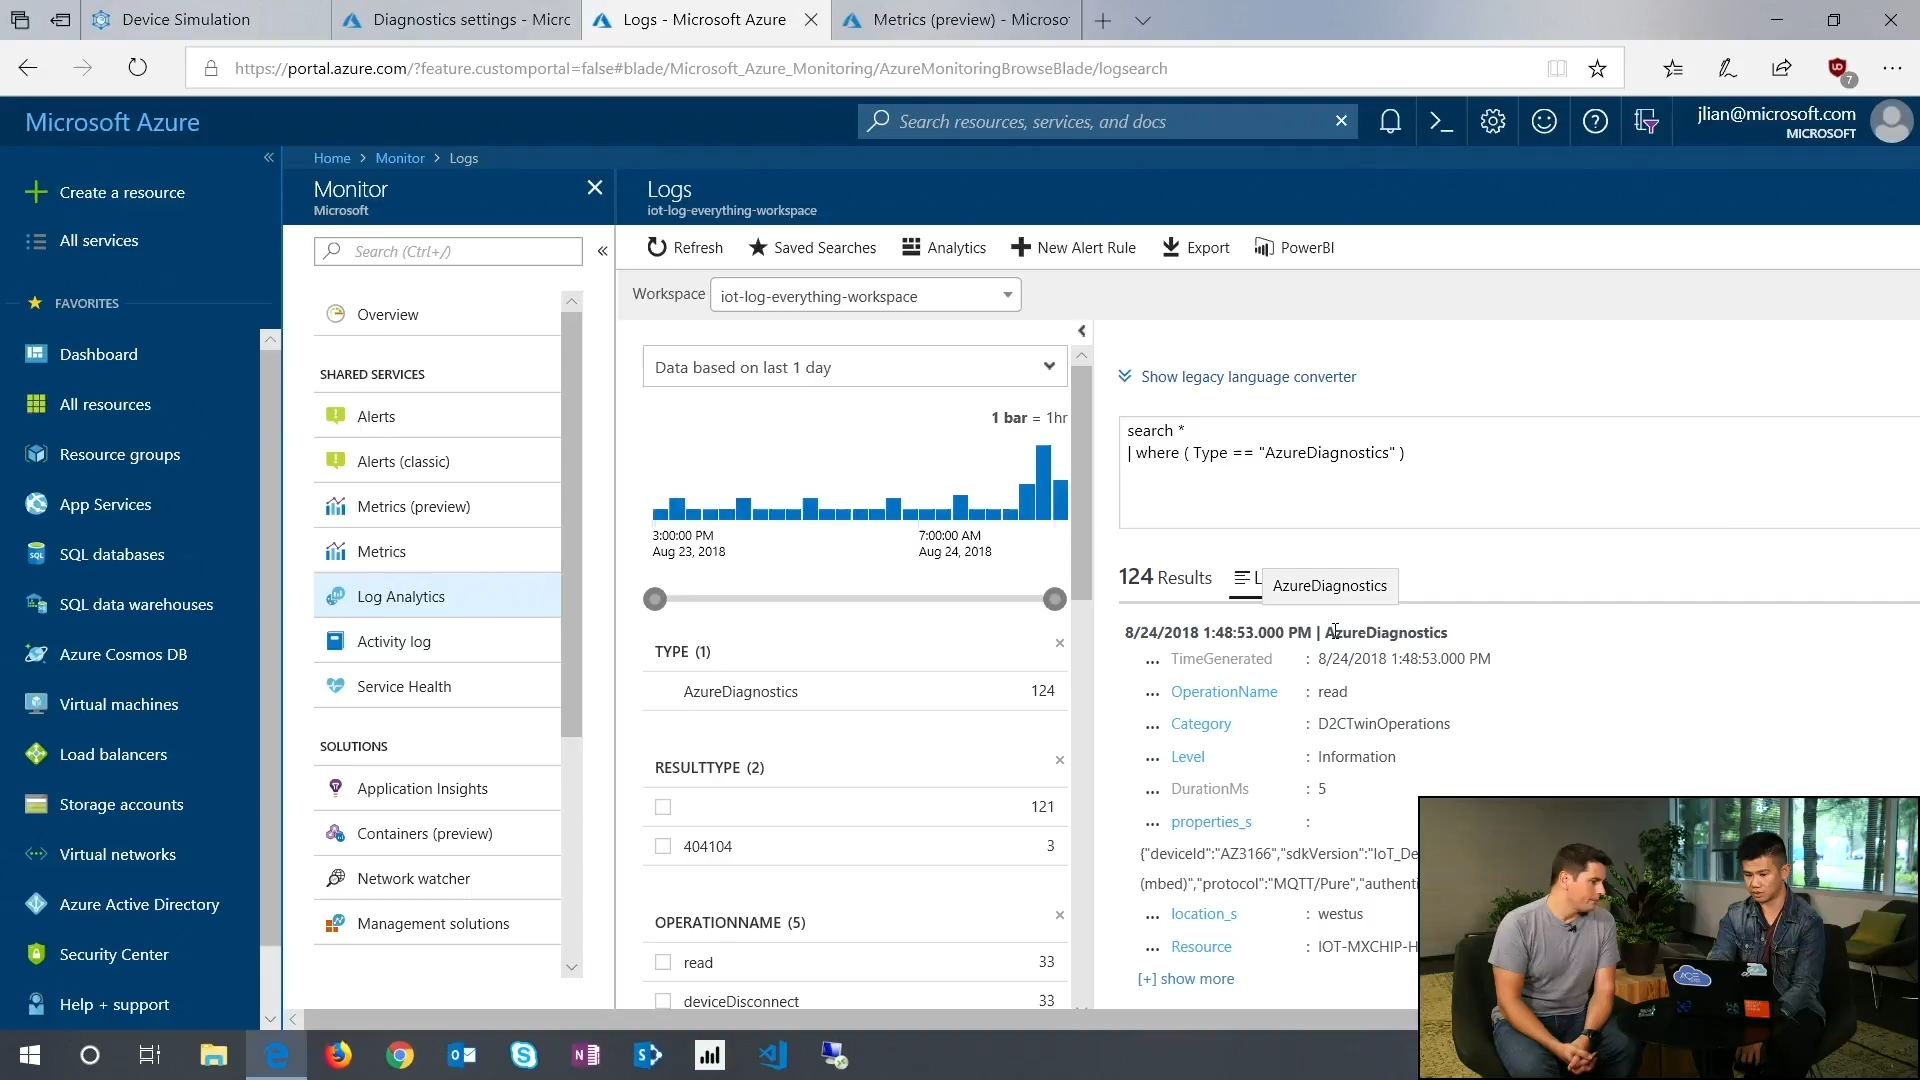 Device Simulation
Diagnostics settings - Micro
Logs - Microsoft Azure
Metrics (preview) - Microsof
https://portal.azure.com/?feature.customportal=false#blade/Microsoft_Azure_Monitoring/AzureMonitoringBrowseBlade/logsearch
7
Microsoft Azure
Search resources, services, and docs
jlian@microsoft.com
MICROSOFT
Home > Monitor > Logs
Create a resource
All services
FAVORITES
Dashboard
All resources
Resource groups
App Services
SQL databases
Azure Cosmos DB
SQL data warehouses
Virtual machines
Load balancers
Storage accounts
Virtual networks
Azure Active Directory
Security Center
Help + support
Monitor
Microsoft
Search (Ctrl+/)
Overview
SHARED SERVICES
Alerts
Alerts (classic)
Metrics (preview)
Metrics
Log Analytics
Activity log
Service Health
SOLUTIONS
Application Insights
Containers (preview)
Network watcher
Management solutions
Logs
iot-log-everything-workspace
Refresh
Saved Searches
Analytics
New Alert Rule
Export
PowerBI
Workspace
iot-log-everything-workspace
Data based on last 1 day
1 bar = 1hr
3:00:00 PM
Aug 23, 2018
7:00:00 AM
Aug 24, 2018
TYPE (1)
AzureDiagnostics 124
RESULTTYPE (2)
121
404104 3
OPERATIONNAME (5)
read 33
deviceDisconnect 33
Show legacy language converter
search *
| where ( Type == "AzureDiagnostics" )
124 Results
L
AzureDiagnostics
8/24/2018 1:48:53.000 PM | AzureDiagnostics
... TimeGenerated : 8/24/2018 1:48:53.000 PM
... OperationName : read
... Category : D2CTwinOperations
... Level : Information
... DurationMs : 5
... properties_s :
{"deviceId":"AZ3166","sdkVersion":"IoT_De
(mbed)","protocol":"MQTT/Pure","authenti
... location_s : westus
... Resource : IOT-MXCHIP-H
[+] show more